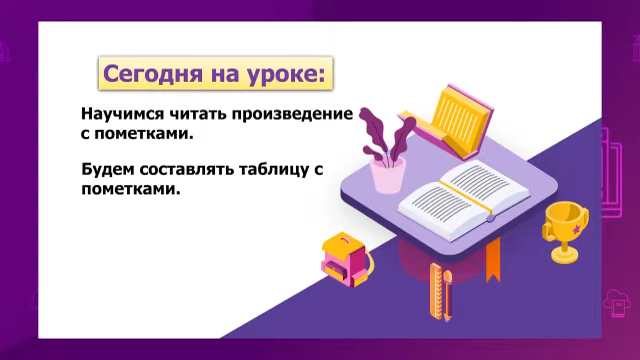 Сегодня на уроке:
Научимся читать произведение
с пометками.
Будем составлять таблицу с
пометками.